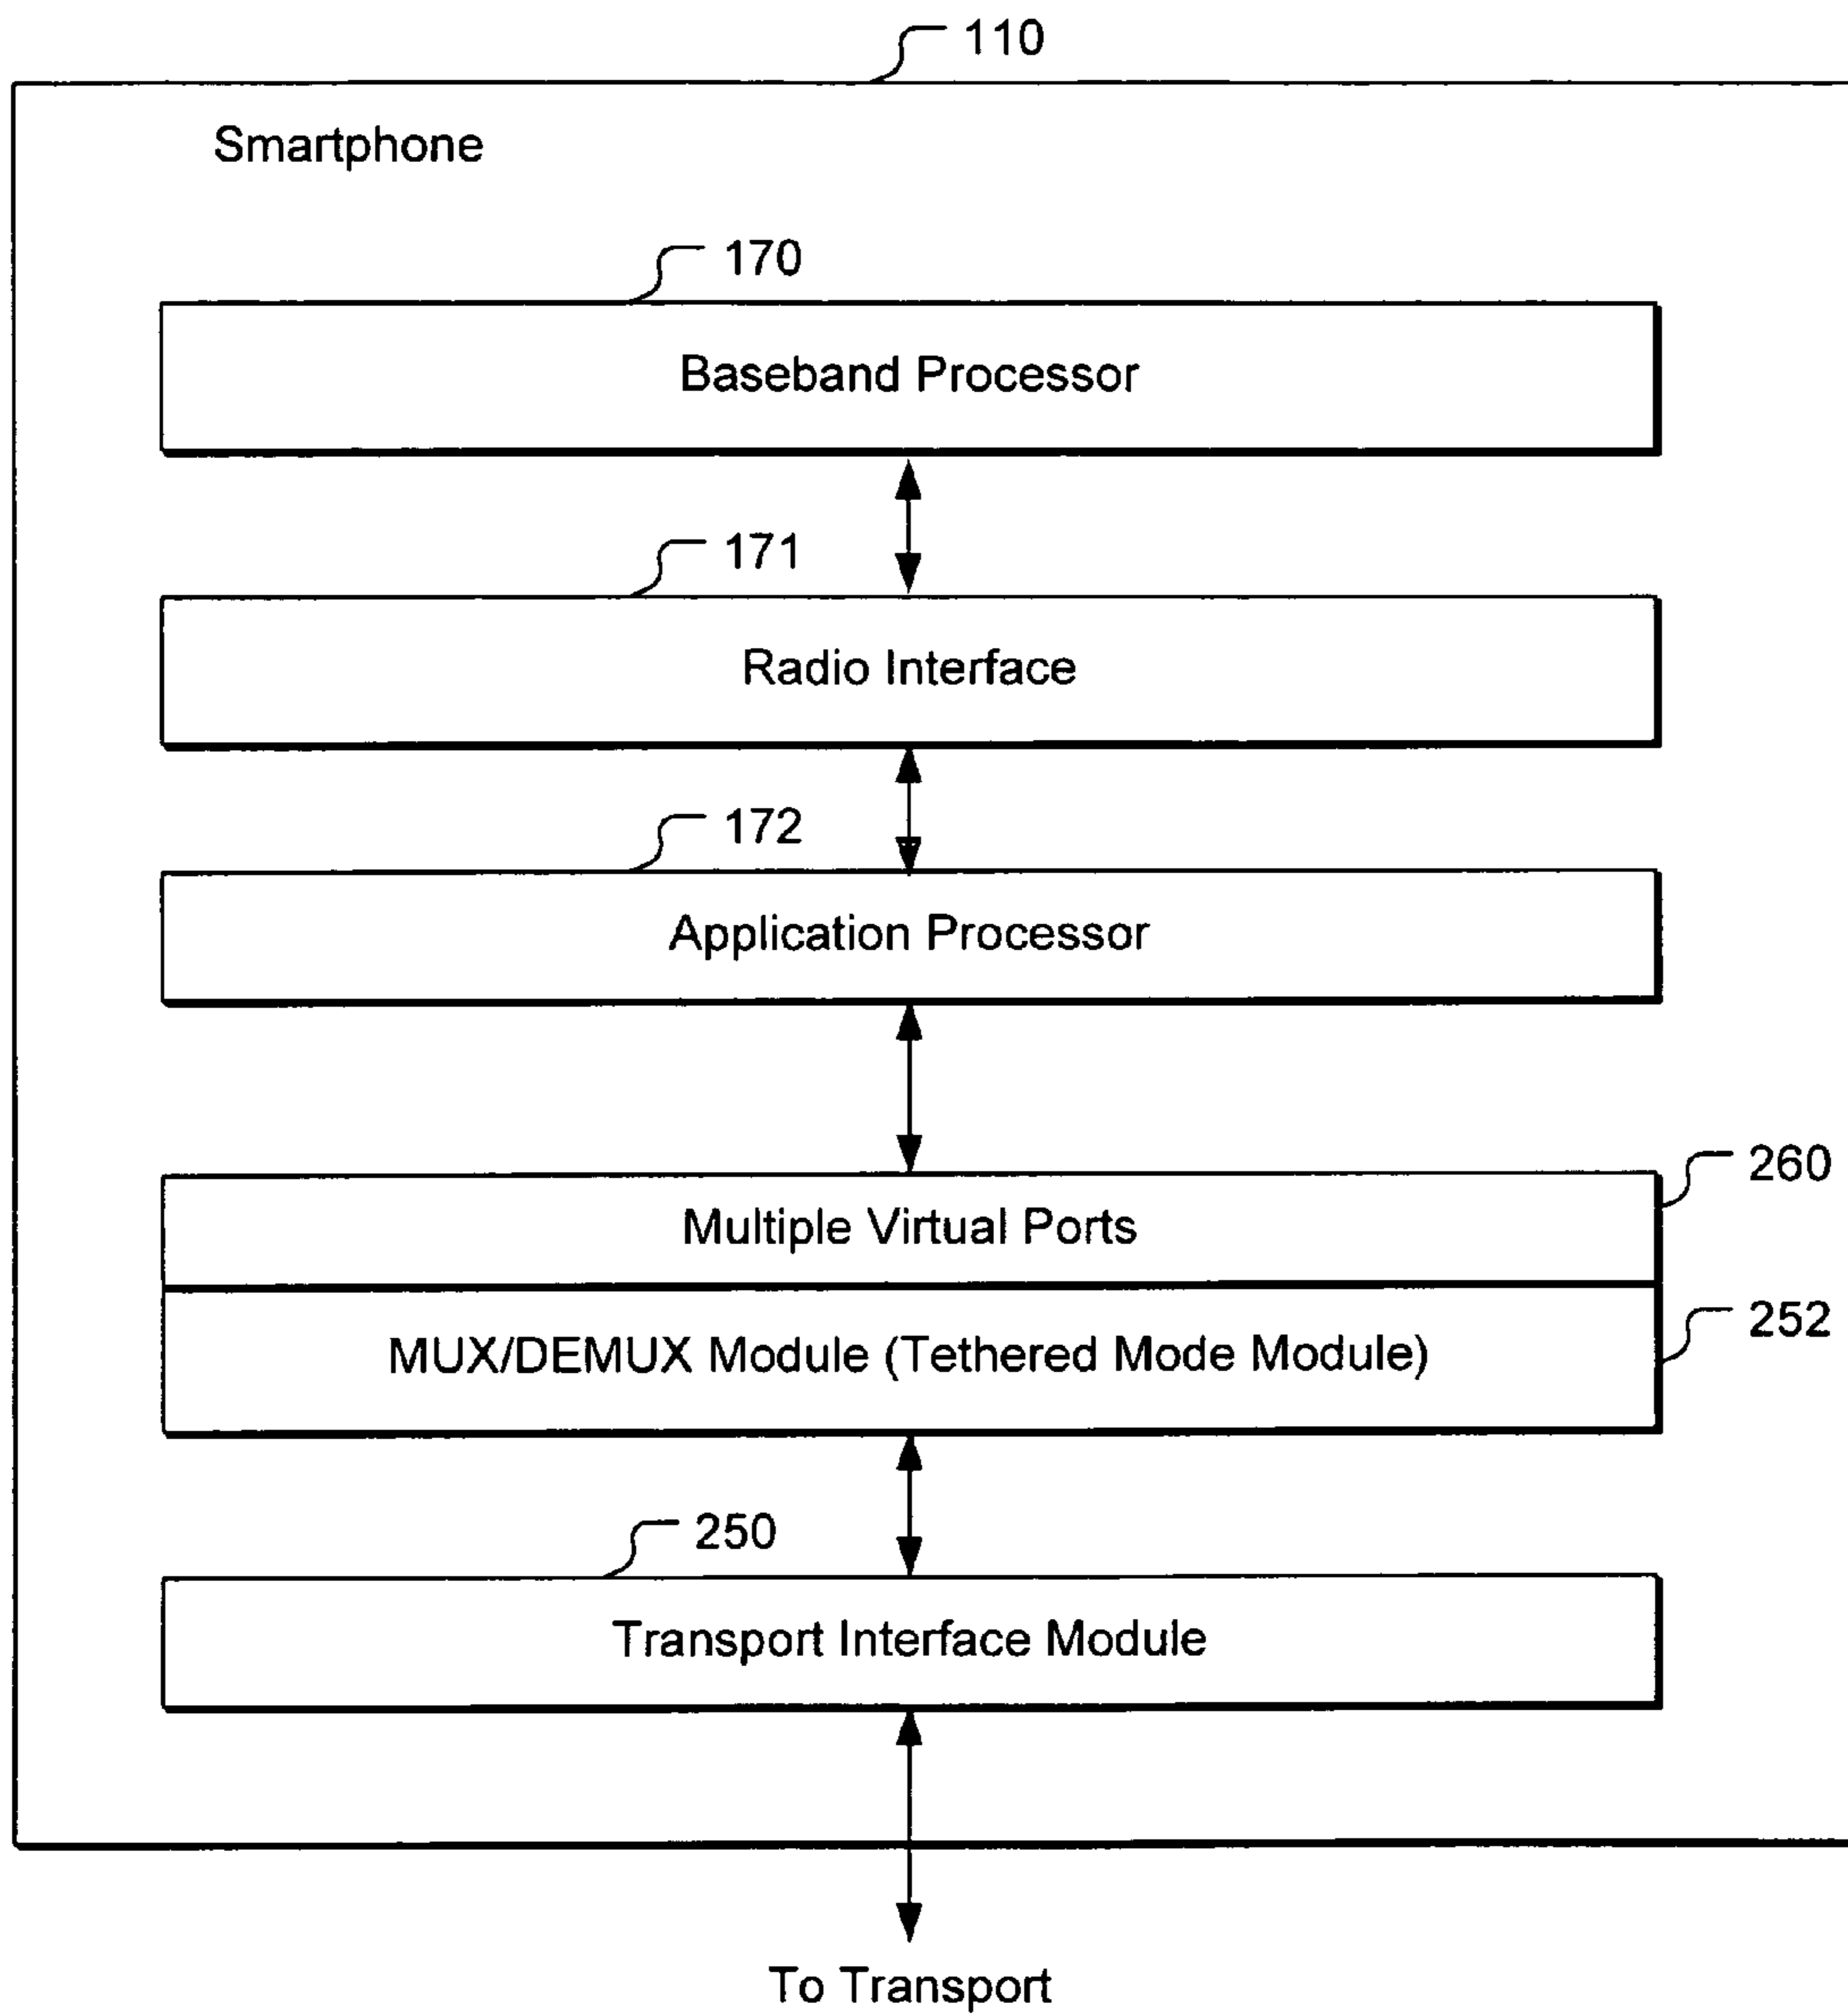 110
Smartphone
170
Baseband Processor
171
Radio Interface
172
Application Processor
260
Multiple Virtual Ports
252
MUX/DEMUX Module (Tethered Mode Module)
250
Transport Interface Module
To Transport